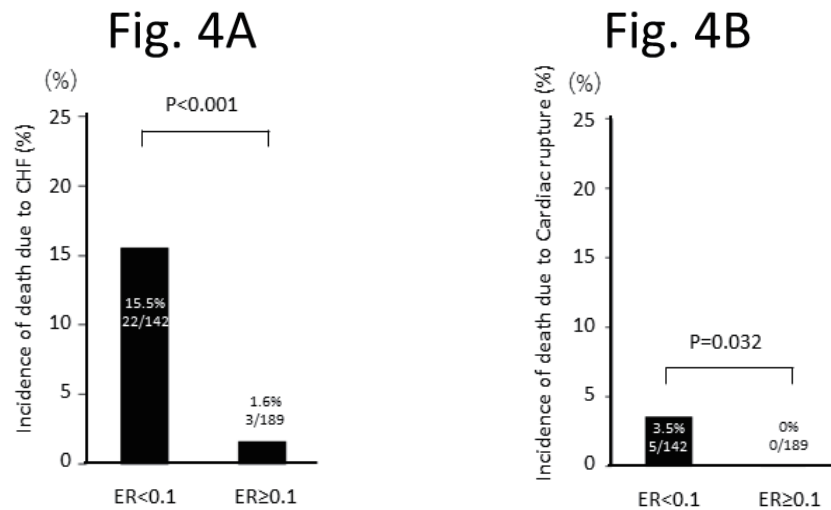 Fig. 4A
(%)
Incidence of death due to CHF (%)
25
20
15
10
5
0
P<0.001
15.5%
22/142
1.6%
3/189
ER<0.1
ER≥0.1
Fig. 4B
(%)
Incidence of death due to Cardiac rupture (%)
25
20
15
10
5
0
P=0.032
3.5%
5/142
0%
0/189
ER<0.1
ER≥0.1